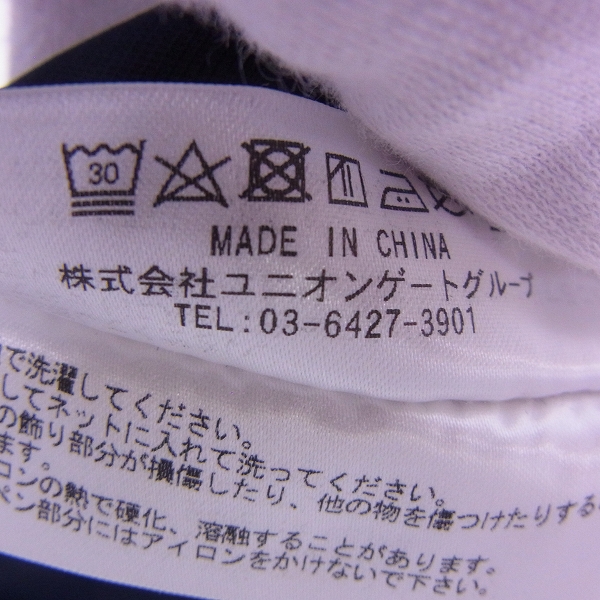 30
MADE IN CHINA
株式会社ユニオンゲートグループ
TEL:03-6427-3901
で洗濯してください。
してネットに入れて洗ってください。
の飾り部分が損傷したり、他の物を傷つけたりする
ます。
ロンの熱で硬化、溶融することがあります。
ペン部分にはアイロンをかけないで下さい。